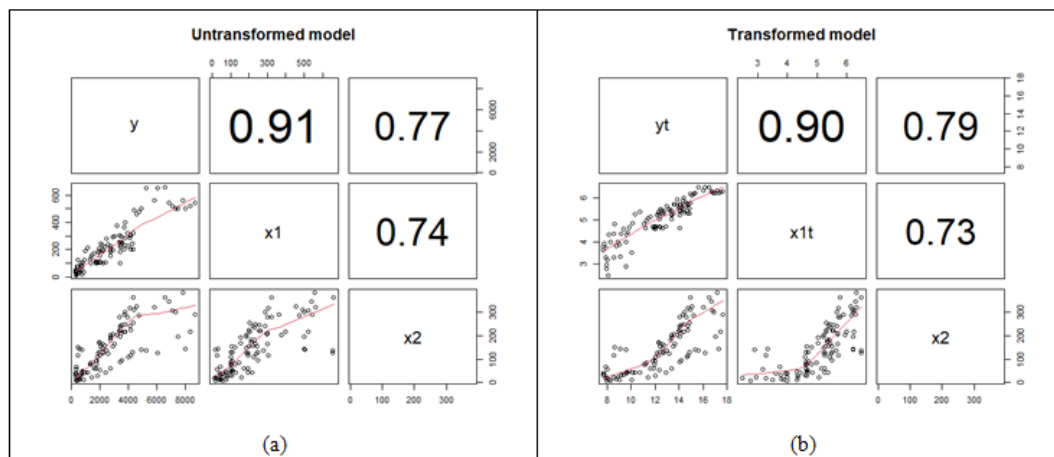 Untransformed model
0 100 300 500
y
0.91
0.77
0 2000 6000
0 200 400 600
x1
0.74
x2
0 100 200 300
0 2000 4000 6000 8000
0 100 200 300
(a)
Transformed model
3 4 5 6
yt
0.90
0.79
8 10 12 14 16 18
3 4 5 6
x1t
0.73
x2
0 100 200 300
8 10 12 14 16 18
0 100 200 300
(b)